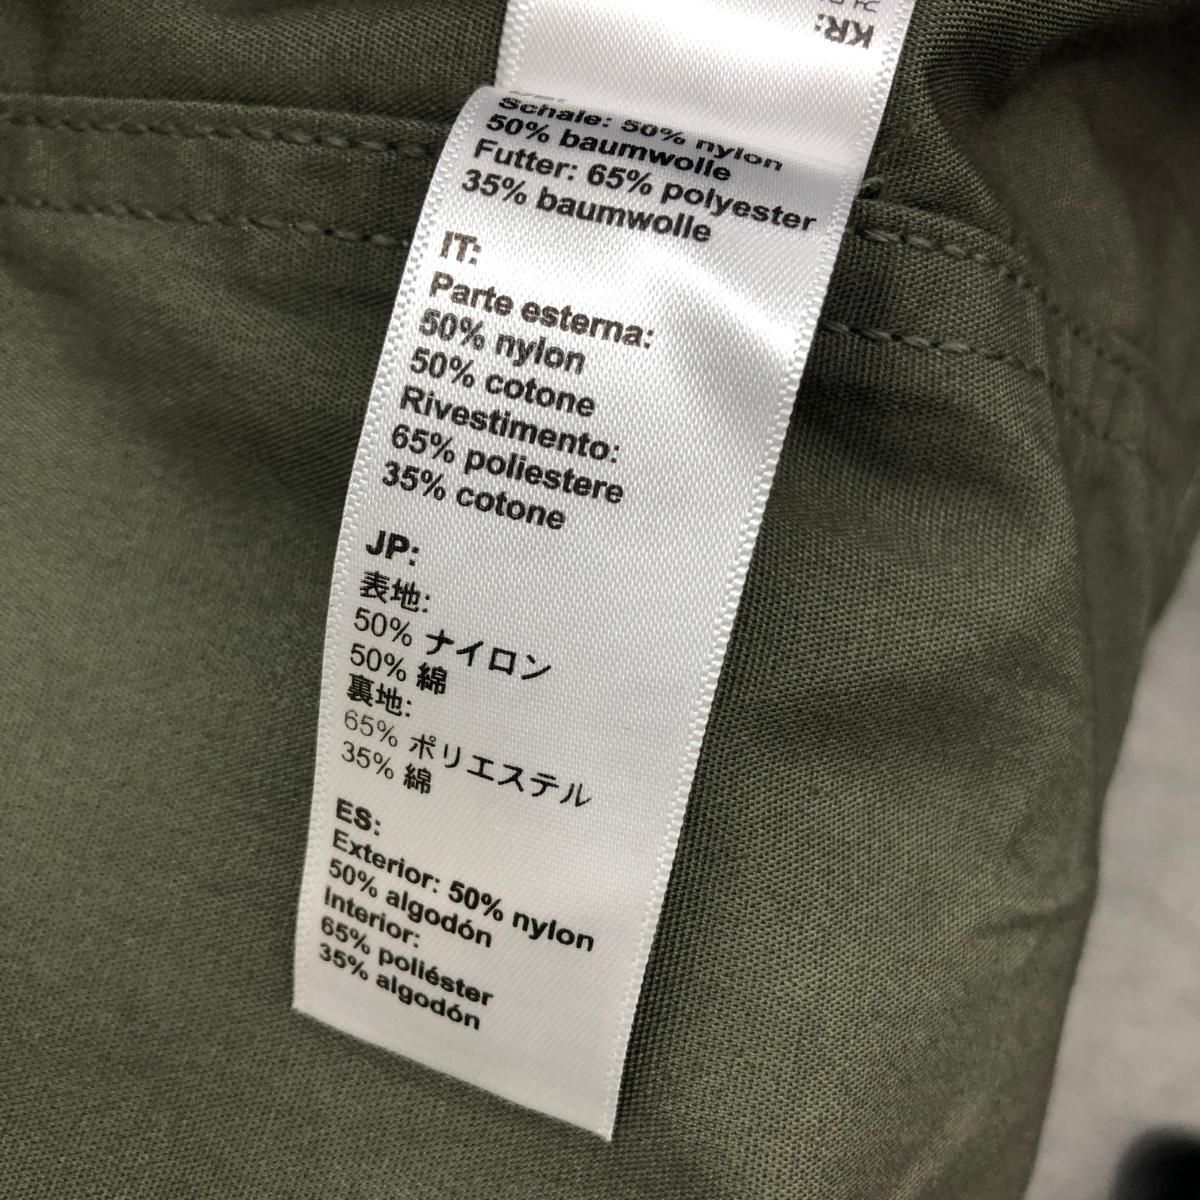 KR:
Schale: 50% nylon
50% baumwolle
Futter: 65% polyester
35% baumwolle
IT:
Parte esterna:
50% nylon
50% cotone
Rivestimento:
65% poliestere
35% cotone
JP:
表地:
50% ナイロン
50% 綿
裏地:
65% ポリエステル
35% 綿
ES:
Exterior: 50% nylon
50% algodón
Interior:
65% poliéster
35% algodón